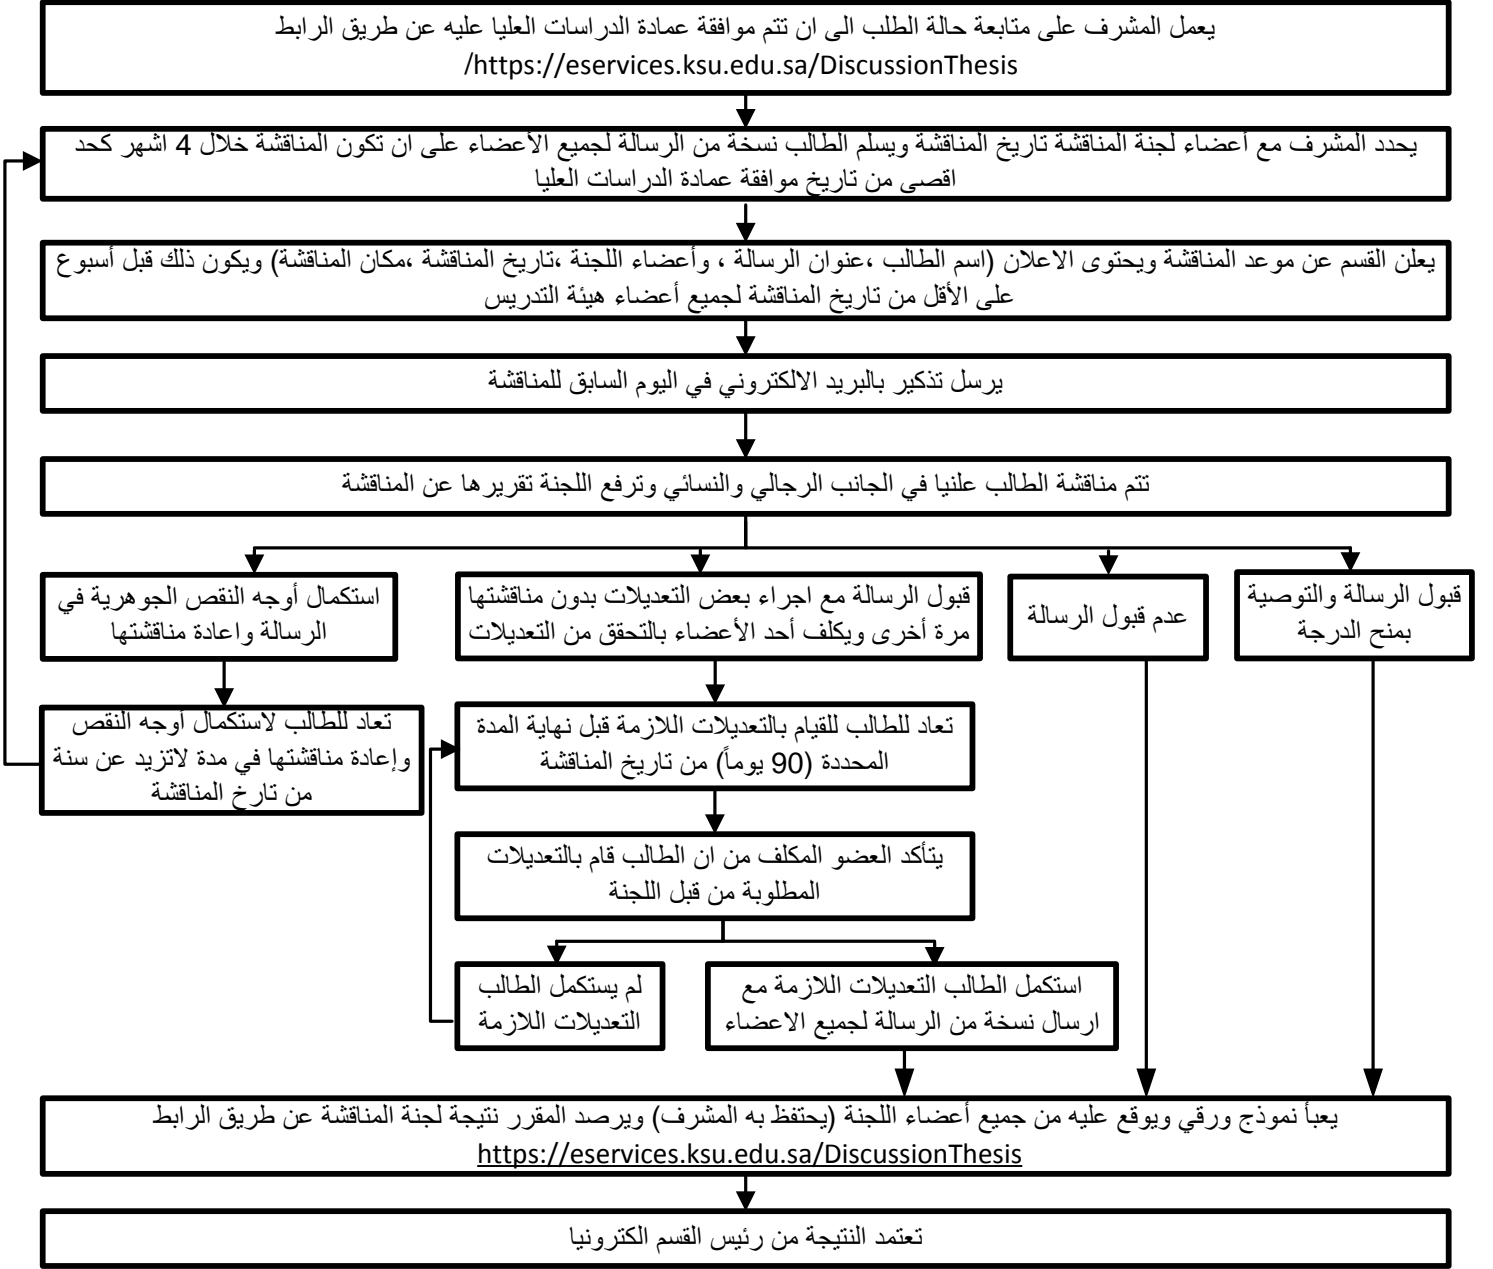 يعمل المشرف على متابعة حالة الطلب الى ان تتم موافقة عمادة الدراسات العليا عليه عن طريق الرابط
/https://eservices.ksu.edu.sa/DiscussionThesis
يحدد المشرف مع أعضاء لجنة المناقشة تاريخ المناقشة ويسلم الطالب نسخة من الرسالة لجميع الأعضاء على ان تكون المناقشة خلال 4 اشهر كحد
اقصى من تاريخ موافقة عمادة الدراسات العليا
يعلن القسم عن موعد المناقشة ويحتوى الاعلان (اسم الطالب ،عنوان الرسالة ، وأعضاء اللجنة ،تاريخ المناقشة ،مكان المناقشة) ويكون ذلك قبل أسبوع
على الأقل من تاريخ المناقشة لجميع أعضاء هيئة التدريس
يرسل تذكير بالبريد الالكتروني في اليوم السابق للمناقشة
تتم مناقشة الطالب علنيا في الجانب الرجالي والنسائي وترفع اللجنة تقريرها عن المناقشة
قبول الرسالة والتوصية
بمنح الدرجة
عدم قبول الرسالة
قبول الرسالة مع اجراء بعض التعديلات بدون مناقشتها
مرة أخرى ويكلف أحد الأعضاء بالتحقق من التعديلات
استكمال أوجه النقص الجوهرية في
الرسالة واعادة مناقشتها
تعاد للطالب للقيام بالتعديلات اللازمة قبل نهاية المدة
المحددة (90 يوماً) من تاريخ المناقشة
تعاد للطالب لاستكمال أوجه النقص
وإعادة مناقشتها في مدة لاتزيد عن سنة
من تارخ المناقشة
يتأكد العضو المكلف من ان الطالب قام بالتعديلات
المطلوبة من قبل اللجنة
استكمل الطالب التعديلات اللازمة مع
ارسال نسخة من الرسالة لجميع الاعضاء
لم يستكمل الطالب
التعديلات اللازمة
يعبأ نموذج ورقي ويوقع عليه من جميع أعضاء اللجنة (يحتفظ به المشرف) ويرصد المقرر نتيجة لجنة المناقشة عن طريق الرابط
https://eservices.ksu.edu.sa/DiscussionThesis
تعتمد النتيجة من رئيس القسم الكترونيا